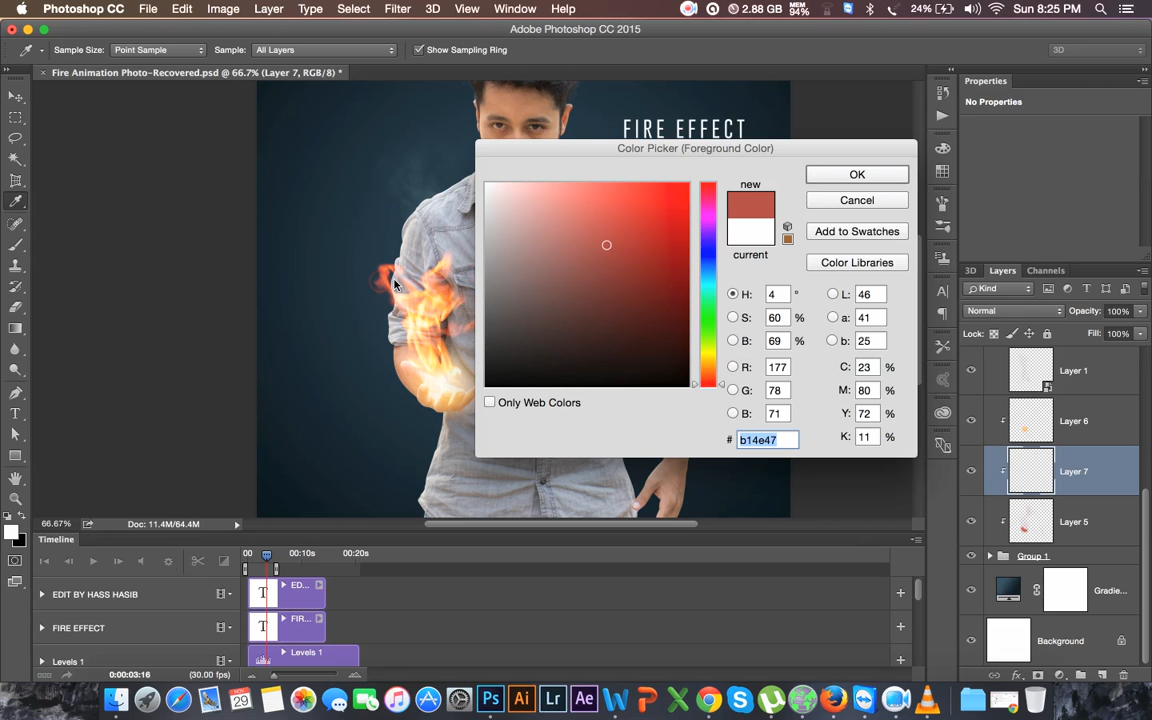 Photoshop CC File Edit Image Layer Type Select Filter 3D View Window Help 2.88 GB MEM 94% 24% Sun 8:25 PM
Adobe Photoshop CC 2015
Sample Size: Point Sample Sample: All Layers Show Sampling Ring 3D
× Fire Animation Photo-Recovered.psd @ 66.7% (Layer 7, RGB/8) *
Properties
No Properties
FIRE EFFECT
Color Picker (Foreground Color)
new
current
OK
Cancel
Add to Swatches
Color Libraries
H: 4 °
S: 60 %
B: 69 %
R: 177
G: 78
B: 71
L: 46
a: 41
b: 25
C: 23 %
M: 80 %
Y: 72 %
K: 11 %
# b14e47
Only Web Colors
3D Layers Channels
Kind
Normal Opacity: 100%
Lock: Fill: 100%
Layer 1
Layer 6
Layer 7
Layer 5
Group 1
Gradie...
Background
66.67% Doc: 11.4M/64.4M
Timeline
00 00:10s 00:20s
EDIT BY HASS HASIB T ED...
FIRE EFFECT T FIR...
Levels 1 Levels 1
0:00:03:16 (30.00 fps)